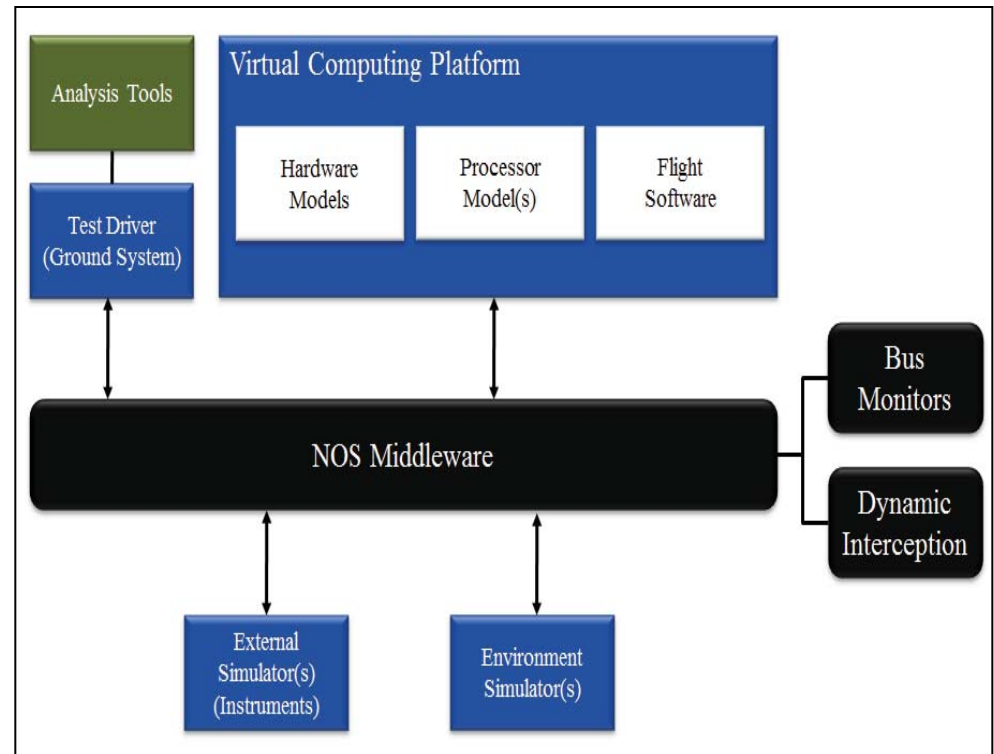 Analysis Tools
Test Driver
(Ground System)
Virtual Computing Platform
Hardware
Models
Processor
Model(s)
Flight
Software
NOS Middleware
Bus
Monitors
Dynamic
Interception
External
Simulator(s)
(Instruments)
Environment
Simulator(s)